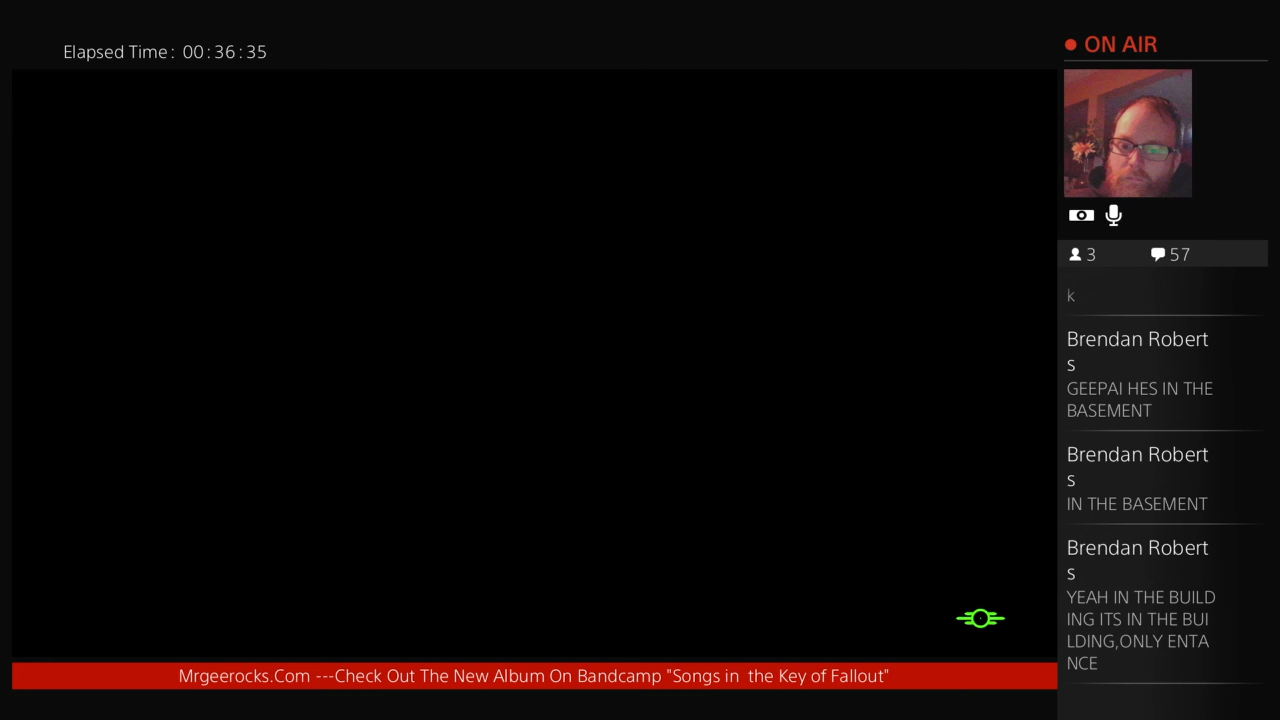 Elapsed Time: 00:36:35
ON AIR
3 57
k
Brendan Robert
s
GEEPAI HES IN THE
BASEMENT
Brendan Robert
s
IN THE BASEMENT
Brendan Robert
s
YEAH IN THE BUILD
ING ITS IN THE BUI
LDING,ONLY ENTA
NCE
Mrgeerocks.Com ---Check Out The New Album On Bandcamp "Songs in  the Key of Fallout"